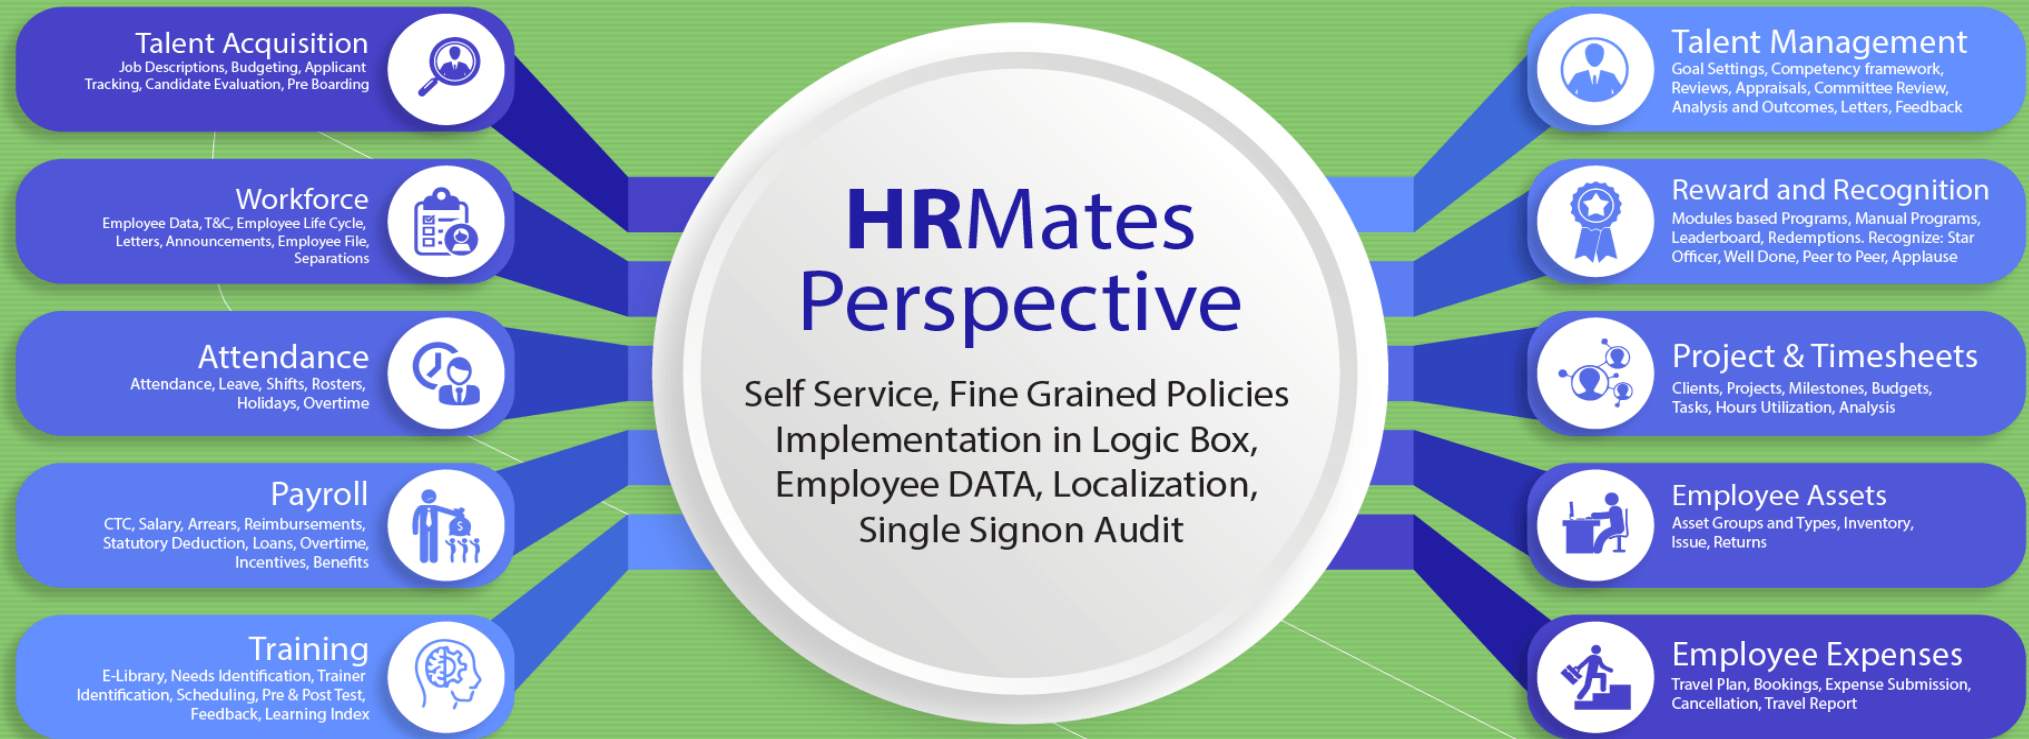 Talent Acquisition
Job Descriptions, Budgeting, Applicant
Tracking, Candidate Evaluation, Pre Boarding
Workforce
Employee Data, T&C, Employee Life Cycle,
Letters, Announcements, Employee File,
Separations
Attendance
Attendance, Leave, Shifts, Rosters,
Holidays, Overtime
Payroll
CTC, Salary, Arrears, Reimbursements,
Statutory Deduction, Loans, Overtime,
Incentives, Benefits
$
Training
E-Library, Needs Identification, Trainer
Identification, Scheduling, Pre & Post Test,
Feedback, Learning Index
HRMates
Perspective
Self Service, Fine Grained Policies
Implementation in Logic Box,
Employee DATA, Localization,
Single Signon Audit
Talent Management
Goal Settings, Competency framework,
Reviews, Appraisals, Committee Review,
Analysis and Outcomes, Letters, Feedback
Reward and Recognition
Modules based Programs, Manual Programs,
Leaderboard, Redemptions. Recognize: Star
Officer, Well Done, Peer to Peer, Applause
Project & Timesheets
Clients, Projects, Milestones, Budgets,
Tasks, Hours Utilization, Analysis
Employee Assets
Asset Groups and Types, Inventory,
Issue, Returns
Employee Expenses
Travel Plan, Bookings, Expense Submission,
Cancellation, Travel Report